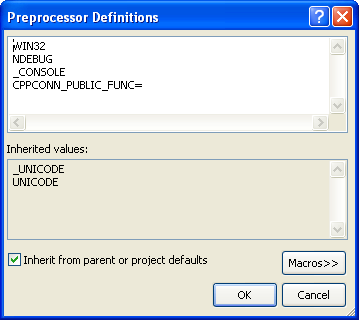 Preprocessor Definitions
WIN32
NDEBUG
_CONSOLE
CPPCONN_PUBLIC_FUNC=
Inherited values:
_UNICODE
UNICODE
Inherit from parent or project defaults
Macros>>
OK
Cancel